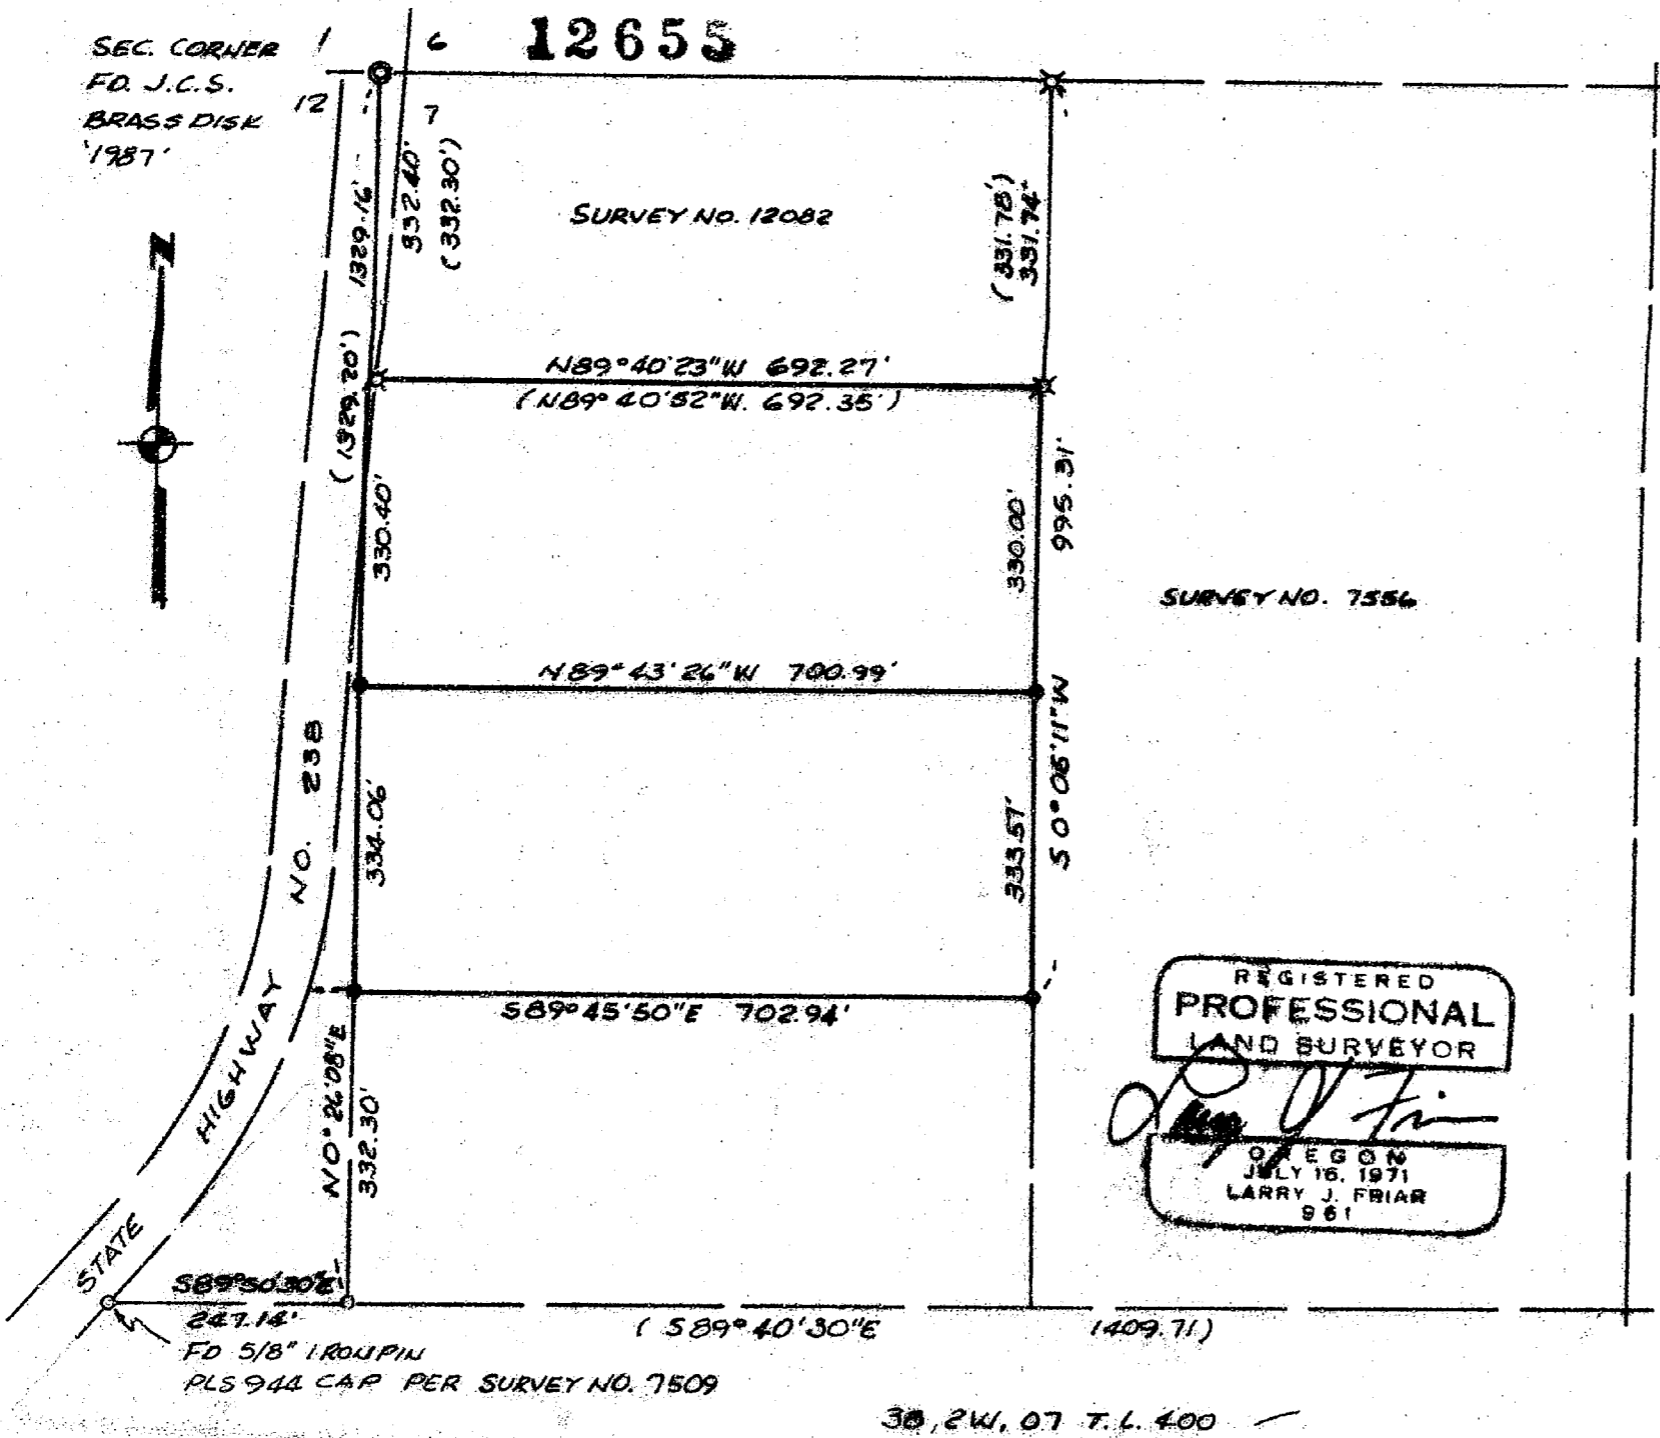 12655
SEC. CORNER
FD. J.C.S.
BRASS DISK
'1987'
1
6
12
7
1329.16'
(1329.20')
332.40'
(332.30')
SURVEY NO. 12082
(331.78')
331.74'
N89°40'23"W 692.27'
(N89°40'52"W. 692.35')
330.40'
330.00'
995.31'
S 0°05'11"W
SURVEY NO. 7556
N89°43'26"W 700.99'
334.06'
333.57'
S89°45'50"E 702.94'
N0°26'08"E
332.30'
STATE HIGHWAY NO. 238
REGISTERED
PROFESSIONAL
LAND SURVEYOR
OREGON
JULY 16, 1971
LARRY J. FRIAR
961
S89°50'30"E
247.14'
(S89°40'30"E 1409.71)
FD 5/8" IRON PIN
PLS 944 CAP PER SURVEY NO. 7509
38, 2W, 07 T.L. 400
N